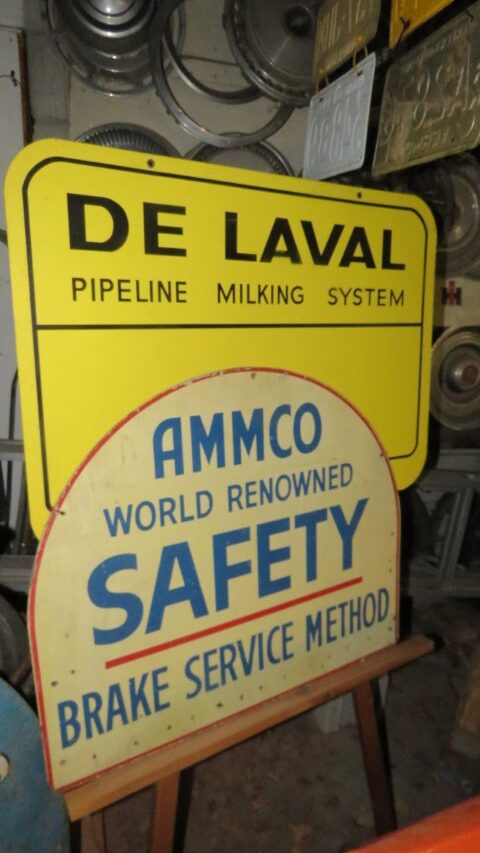 DE LAVAL
PIPELINE MILKING SYSTEM
AMMCO
WORLD RENOWNED
SAFETY
BRAKE SERVICE METHOD